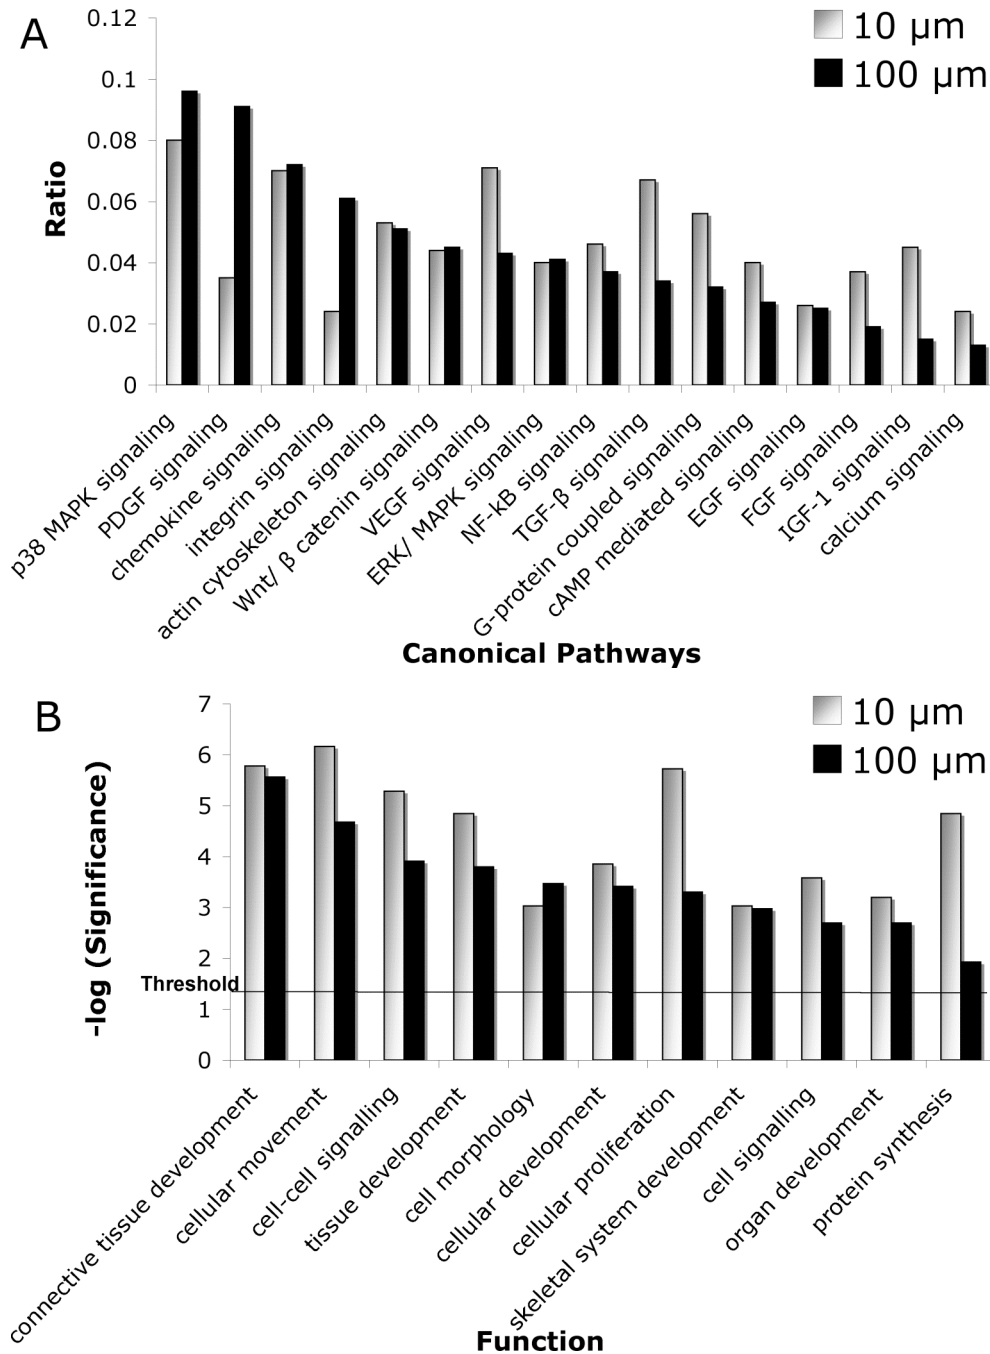 A
10 µm
100 µm
0.12
0.1
0.08
0.06
0.04
0.02
0
Ratio
p38 MAPK signaling
PDGF signaling
chemokine signaling
integrin signaling
actin cytoskeleton signaling
Wnt/ β catenin signaling
VEGF signaling
ERK/ MAPK signaling
NF-κB signaling
TGF-β signaling
G-protein coupled signaling
cAMP mediated signaling
EGF signaling
FGF signaling
IGF-1 signaling
calcium signaling
Canonical Pathways
B
10 µm
100 µm
7
6
5
4
3
2
1
0
-log (Significance)
Threshold
connective tissue development
cellular movement
cell-cell signalling
tissue development
cell morphology
cellular development
cellular proliferation
skeletal system development
cell signalling
organ development
protein synthesis
Function